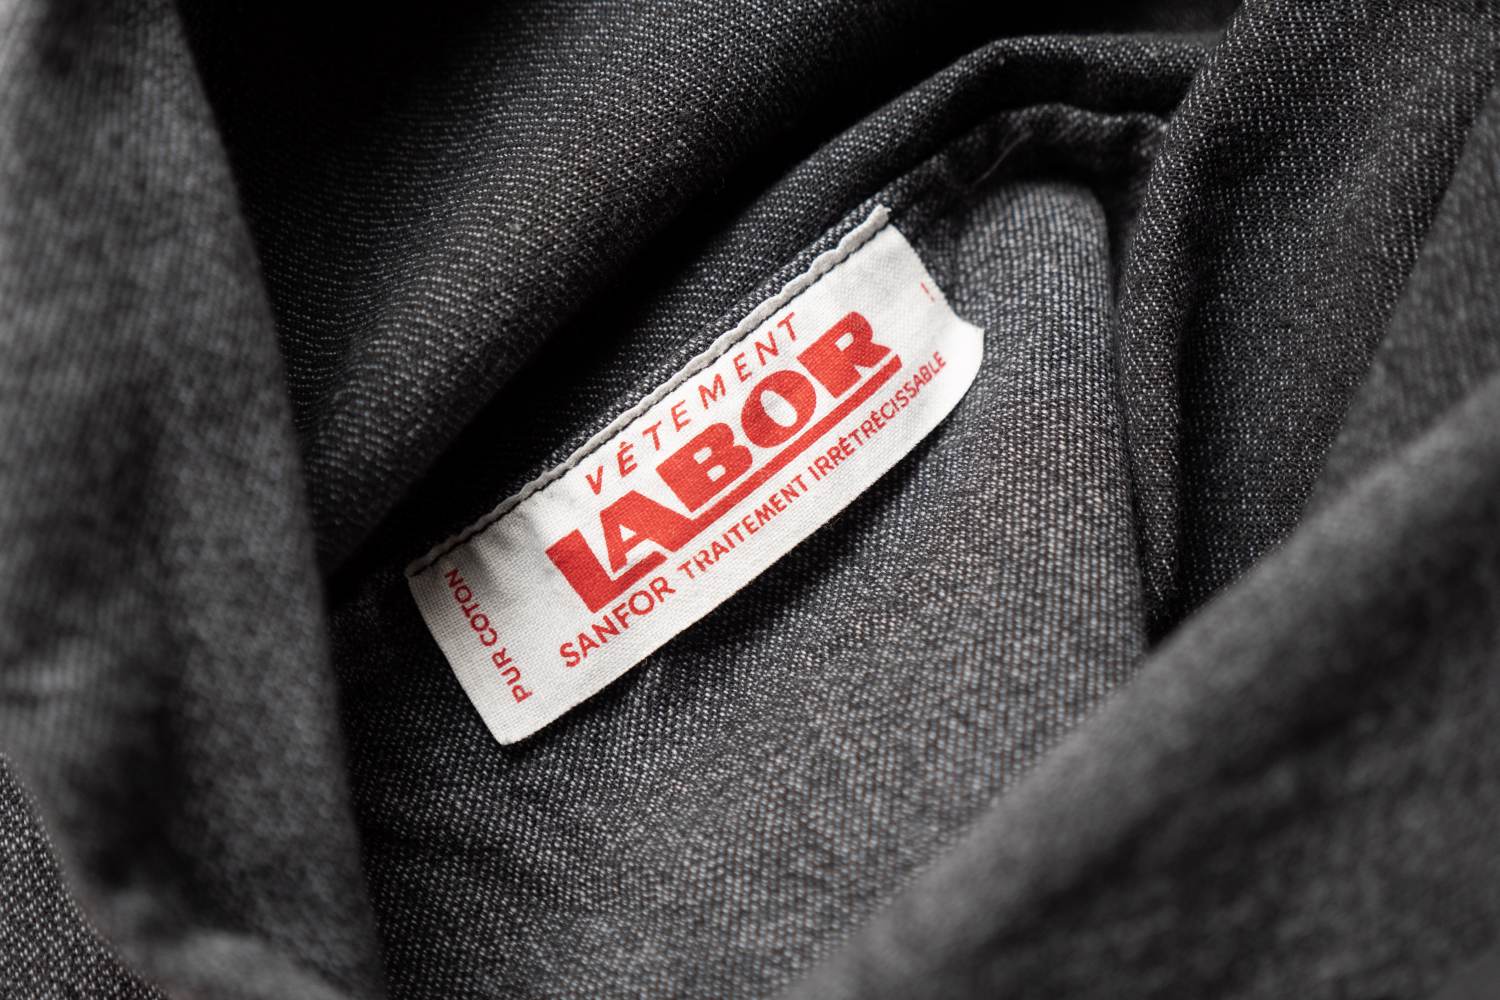 VÊTEMENT
LABOR
SANFOR TRAITEMENT IRRÉTRÉCISSABLE
PUR COTON